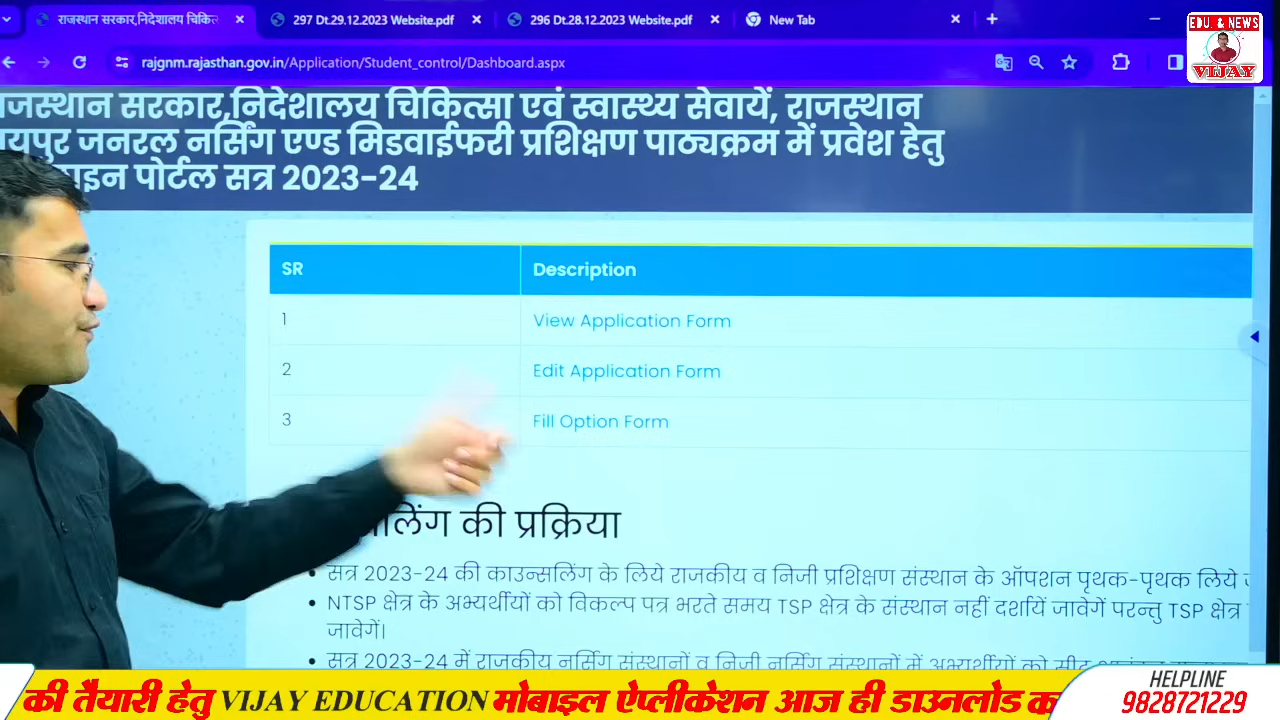 राजस्थान सरकार,निदेशालय
297 Dt.29.12.2023 Website.pdf
296 Dt.28.12.2023 Website.pdf
New Tab
EDU. & NEWS
VIJAY
rajgnm.rajasthan.gov.in/Application/Student_control/Dashboard.aspx
सरकार,निदेशालय चिकित्सा एवं स्वास्थ्य सेवायें, राजस्थान
जनरल नर्सिंग एण्ड मिडवाईफरी प्रशिक्षण पाठ्यक्रम में प्रवेश हेतु
पोर्टल सत्र 2023-24
SR Description
1 View Application Form
2 Edit Application Form
3 Fill Option Form
की प्रक्रिया
• सत्र 2023-24 की काउन्सलिंग के लिये राजकीय व निजी प्रशिक्षण संस्थान के ऑपशन पृथक-पृथक लिये
• NTSP क्षेत्र के अभ्यर्थीयों को विकल्प पत्र भरते समय TSP क्षेत्र के संस्थान नहीं दर्शायें जावेगें परन्तु TSP क्षेत्र
जावेगें।
• सत्र 2023-24 में राजकीय नर्सिंग संस्थानों व निजी नर्सिंग संस्थानों में अभ्यर्थीयों को
की तैयारी हेतु VIJAY EDUCATION मोबाइल ऐप्लीकेशन आज ही डाउनलोड
HELPLINE
9828721229